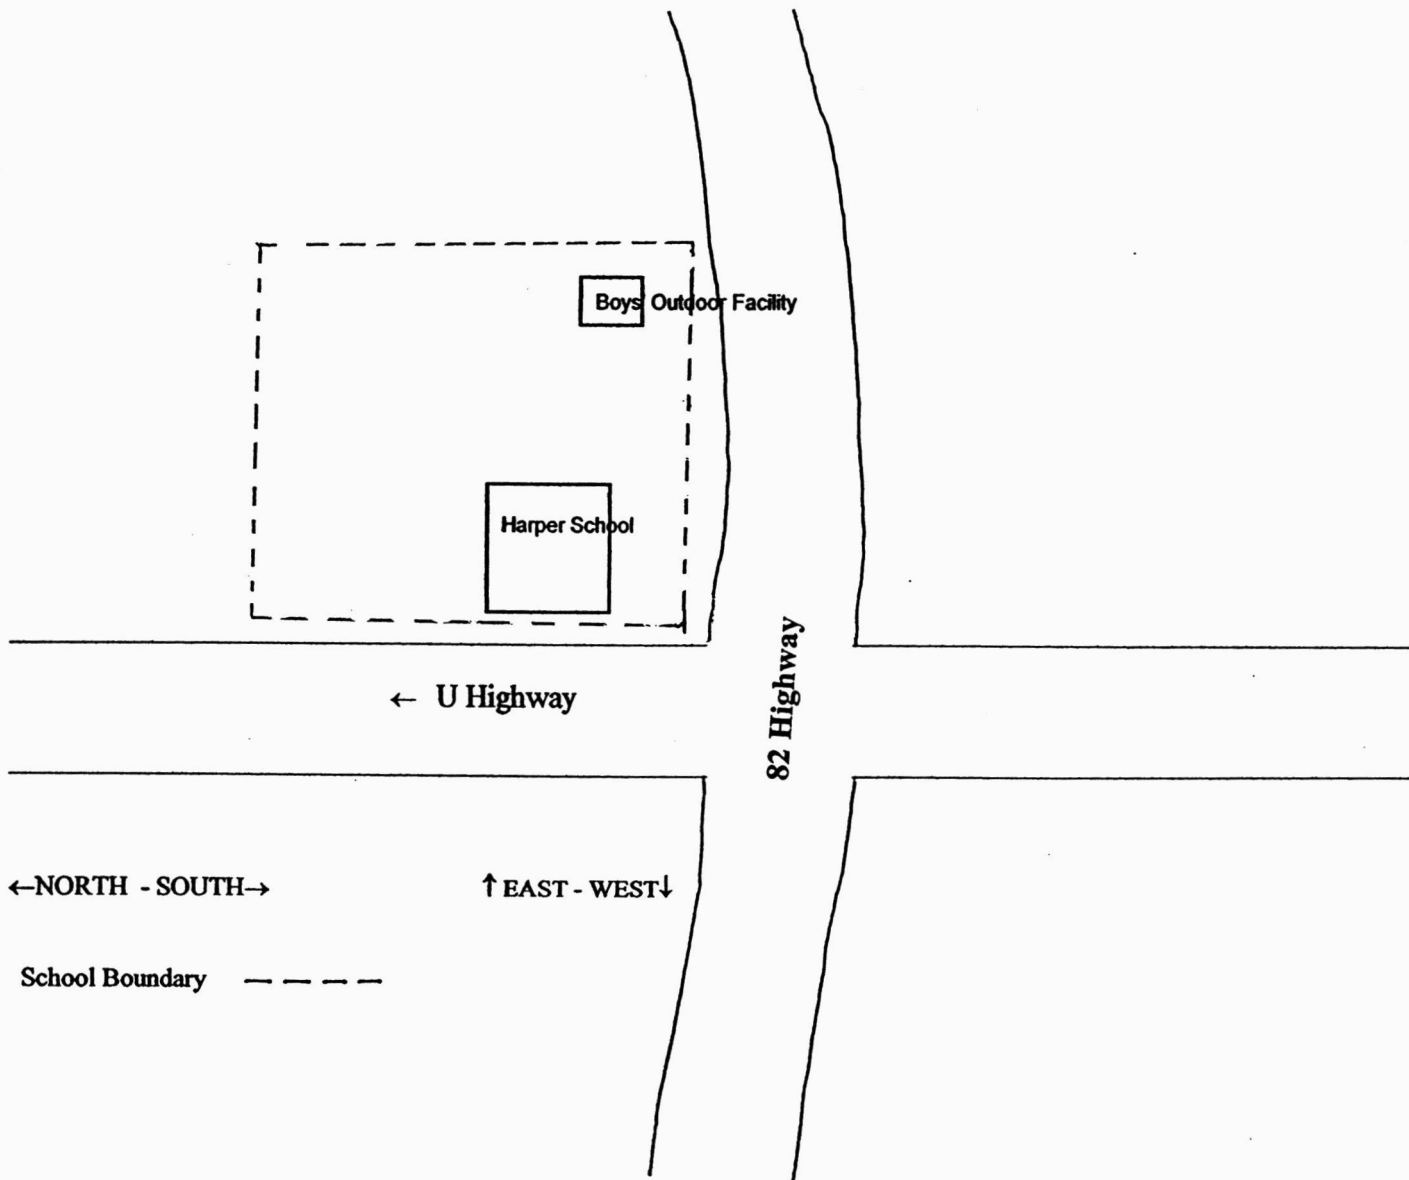 Boys' Outdoor Facility
Harper School
← U Highway
82 Highway
←NORTH - SOUTH→
↑ EAST - WEST↓
School Boundary